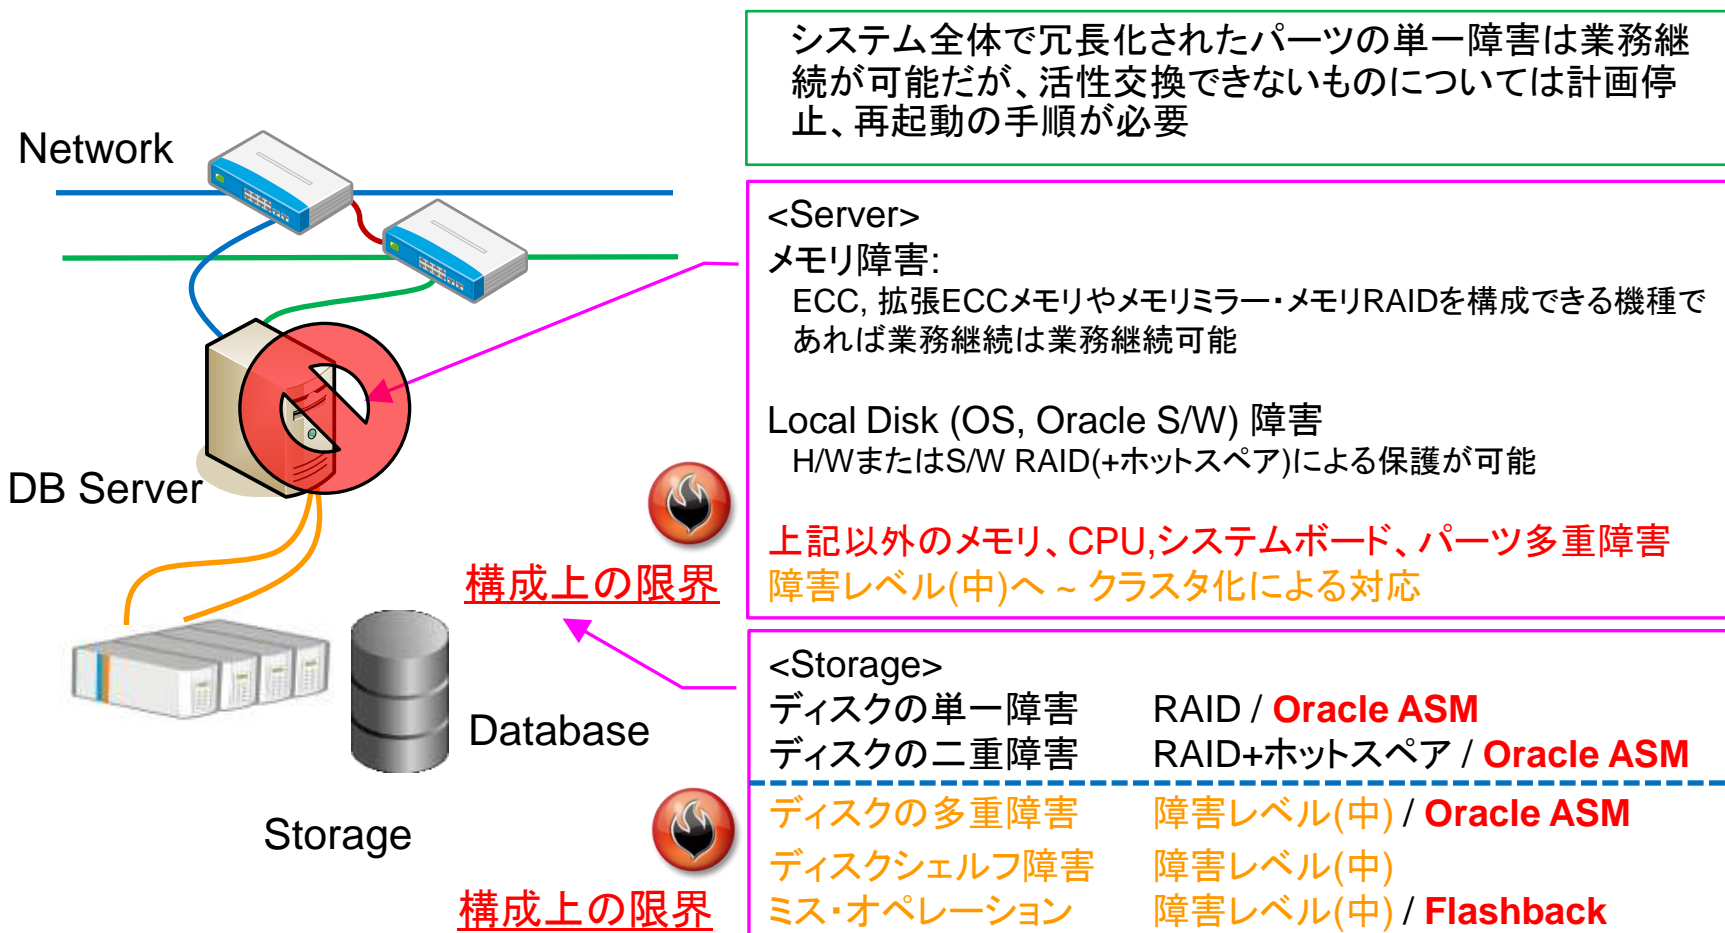 システム全体で冗長化されたパーツの単一障害は業務継
続が可能だが、活性交換できないものについては計画停
止、再起動の手順が必要
Network
<Server>
メモリ障害:
ECC, 拡張ECCメモリやメモリミラー・メモリRAIDを構成できる機種で
あれば業務継続は業務継続可能
Local Disk (OS, Oracle S/W) 障害
H/WまたはS/W RAID(+ホットスペア)による保護が可能
DB Server
上記以外のメモリ、CPU,システムボード、パーツ多重障害
障害レベル(中)へ ~ クラスタ化による対応
構成上の限界
<Storage>
ディスクの単一障害 RAID / Oracle ASM
ディスクの二重障害 RAID+ホットスペア / Oracle ASM
Database
ディスクの多重障害 障害レベル(中) / Oracle ASM
Storage
ディスクシェルフ障害 障害レベル(中)
ミス・オペレーション 障害レベル(中) / Flashback
構成上の限界